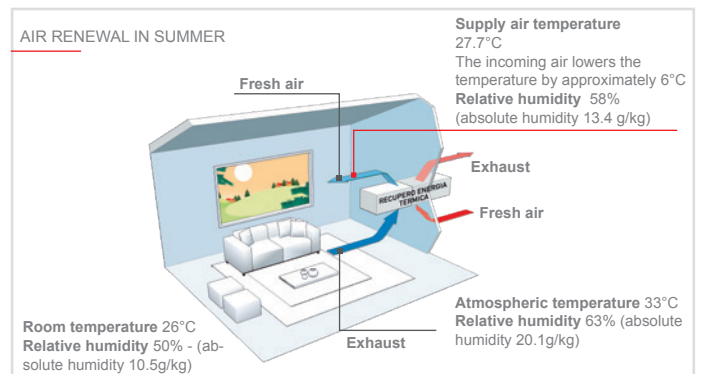 AIR RENEWAL IN SUMMER
Supply air temperature
27.7°C
The incoming air lowers the
temperature by approximately 6°C
Relative humidity 58%
(absolute humidity 13.4 g/kg)
Fresh air
Exhaust
RECUPERO ENERGIA
TERMICA
Fresh air
Atmospheric temperature 33°C
Relative humidity 63% (absolute
humidity 20.1g/kg)
Exhaust
Room temperature 26°C
Relative humidity 50% - (ab-
solute humidity 10.5g/kg)